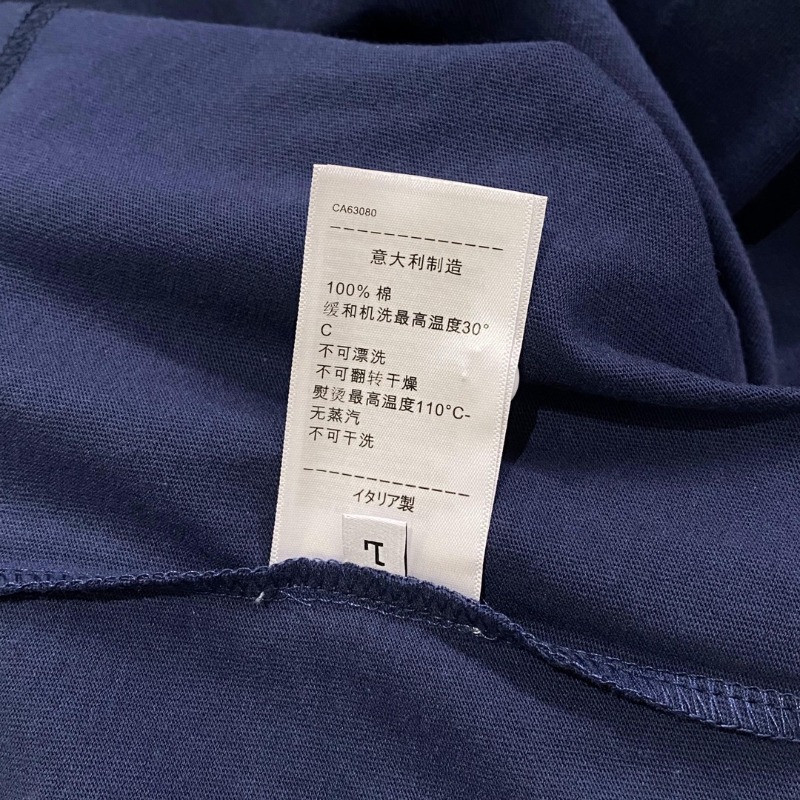 CA63080
意大利制造
100% 棉
缓和机洗最高温度30°
C
不可漂洗
不可翻转干燥
熨烫最高温度110°C-
无蒸汽
不可干洗
イタリア製